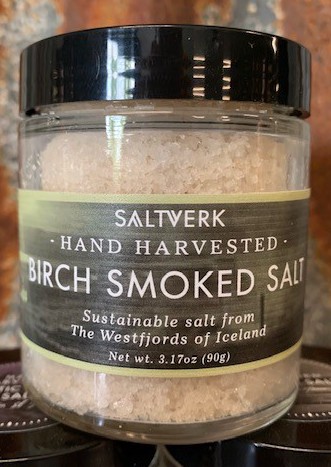 SALTVERK
- HAND HARVESTED -
BIRCH SMOKED SALT
Sustainable salt from
The Westfjords of Iceland
Net wt. 3.17oz (90g)